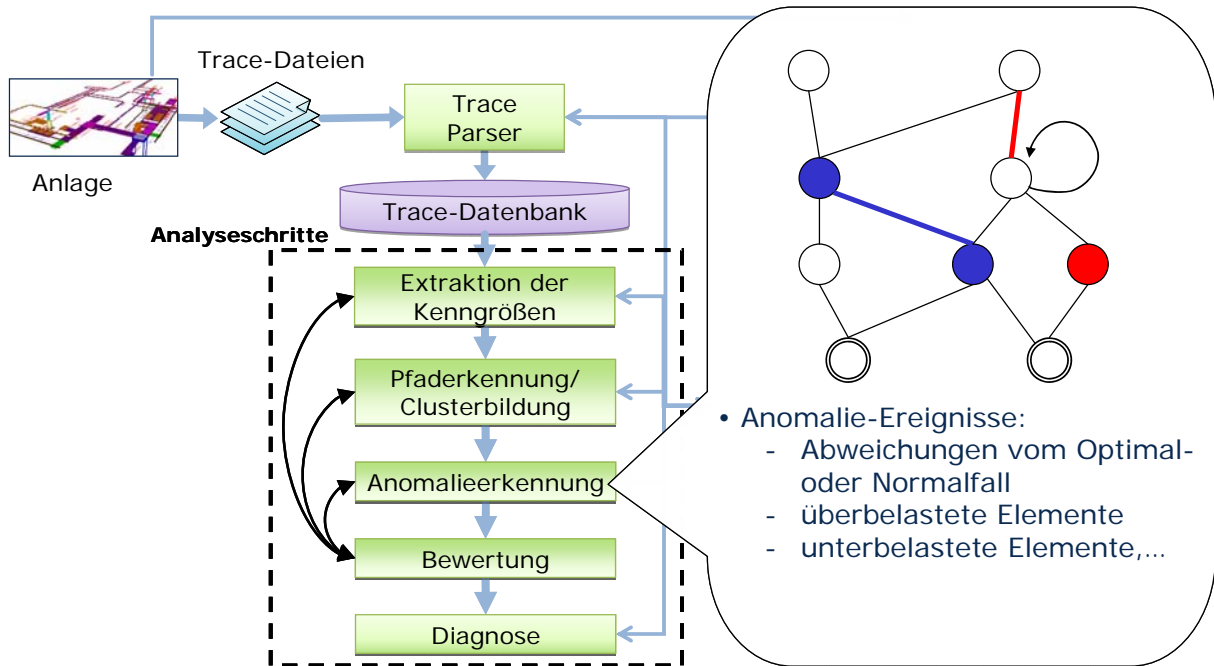 Trace-Dateien
Trace
Parser
Anlage
Trace-Datenbank
Analyseschritte
Extraktion der
Kenngrößen
Pfaderkennung/
Clusterbildung
Anomalieerkennung
Bewertung
Diagnose
• Anomalie-Ereignisse:
- Abweichungen vom Optimal-
oder Normalfall
- überbelastete Elemente
- unterbelastete Elemente,...